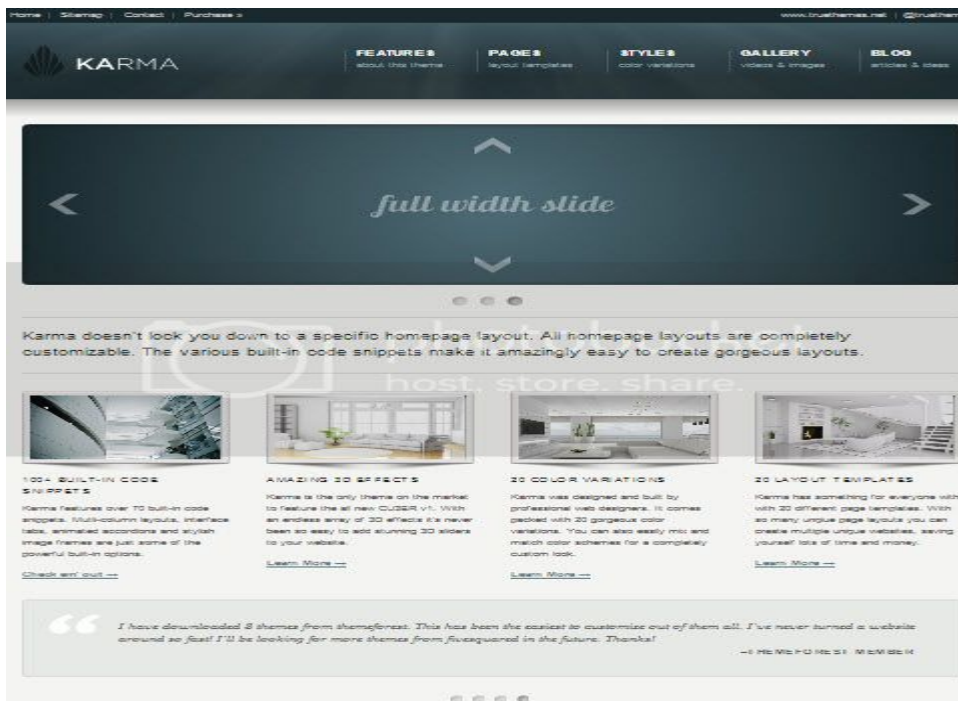 Home | Sitemap | Contact | Purchase »
www.truethemes.net | @truethem
KARMA
FEATURES
about this theme
PAGES
layout templates
STYLES
color variations
GALLERY
videos & images
BLOG
articles & ideas
full width slide
Karma doesn't lock you down to a specific homepage layout. All homepage layouts are completely
customizable. The various built-in code snippets make it amazingly easy to create gorgeous layouts.
host. store. share.
100+ BUILT-IN CODE
SNIPPETS
Karma features over 70 built-in code
snippets. Multi-column layouts, interface
tabs, animated accordions and stylish
image frames are just some of the
powerful built-in options.
Check em' out →
AMAZING 3D EFFECTS
Karma is the only theme on the market
to feature the all new CU3ER v1. With
an endless array of 3D effects it's never
been so easy to add stunning 3D sliders
to your website.
Learn More →
20 COLOR VARIATIONS
Karma was designed and built by
professional web designers. It comes
packed with 20 gorgeous color
variations. You can also easily mix and
match color schemes for a completely
custom look.
Learn More →
20 LAYOUT TEMPLATES
Karma has something for everyone with
with 20 different page templates. With
so many unqiue page layouts you can
create multiple unique websites, saving
yourself lots of time and money.
Learn More →
I have downloaded 8 themes from themeforest. This has been the easiest to customize out of them all. I've never turned a website
around so fast! I'll be looking for more themes from fivesquared in the future. Thanks!
–THEMEFOREST MEMBER